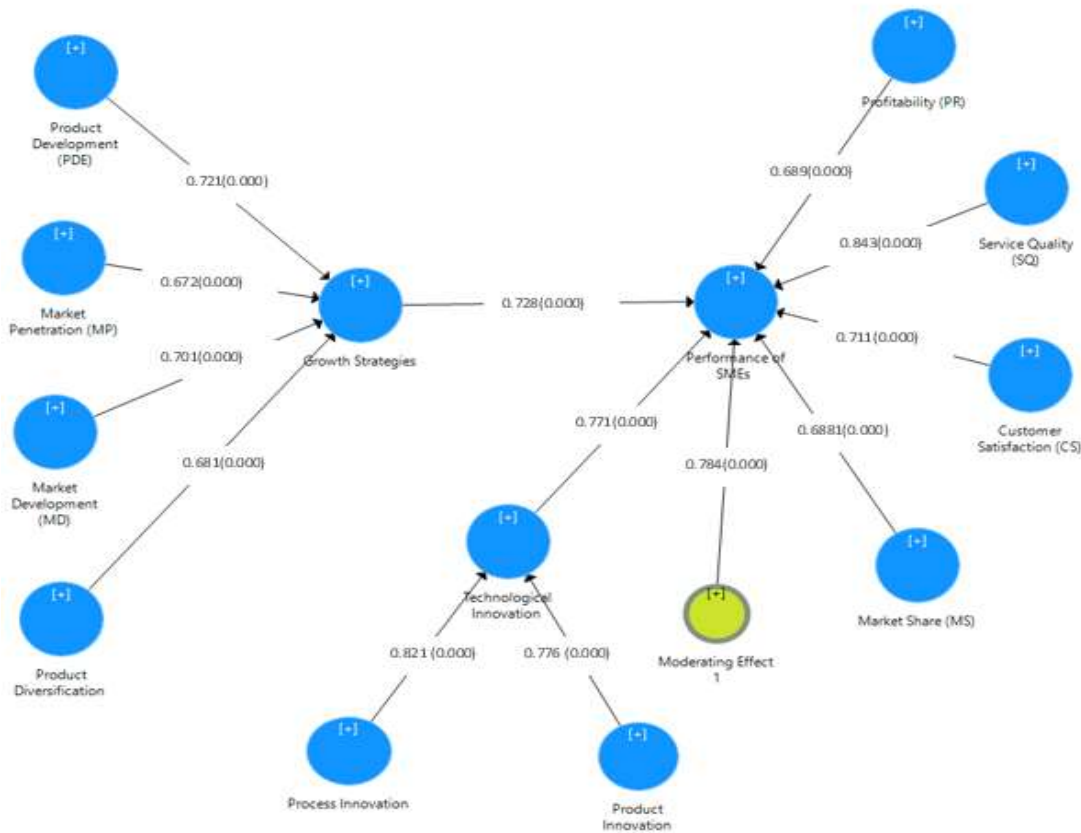 [+]
Product
Development
(PDE)
[+]
Profitability (PR)
0.721(0.000)
0.689(0.000)
[+]
Service Quality
(SQ)
0.843(0.000)
[+]
Market
Penetration (MP)
0.672(0.000)
[+]
Growth Strategies
0.728(0.000)
[+]
Performance of
SMEs
0.711(0.000)
[+]
Customer
Satisfaction (CS)
0.701(0.000)
[+]
Market
Development
(MD)
0.681(0.000)
0.771(0.000)
0.784(0.000)
0.6881(0.000)
[+]
Technological
Innovation
[+]
Market Share (MS)
[+]
Product
Diversification
[+]
Moderating Effect
1
0.821 (0.000)
0.776 (0.000)
[+]
Process Innovation
[+]
Product
Innovation